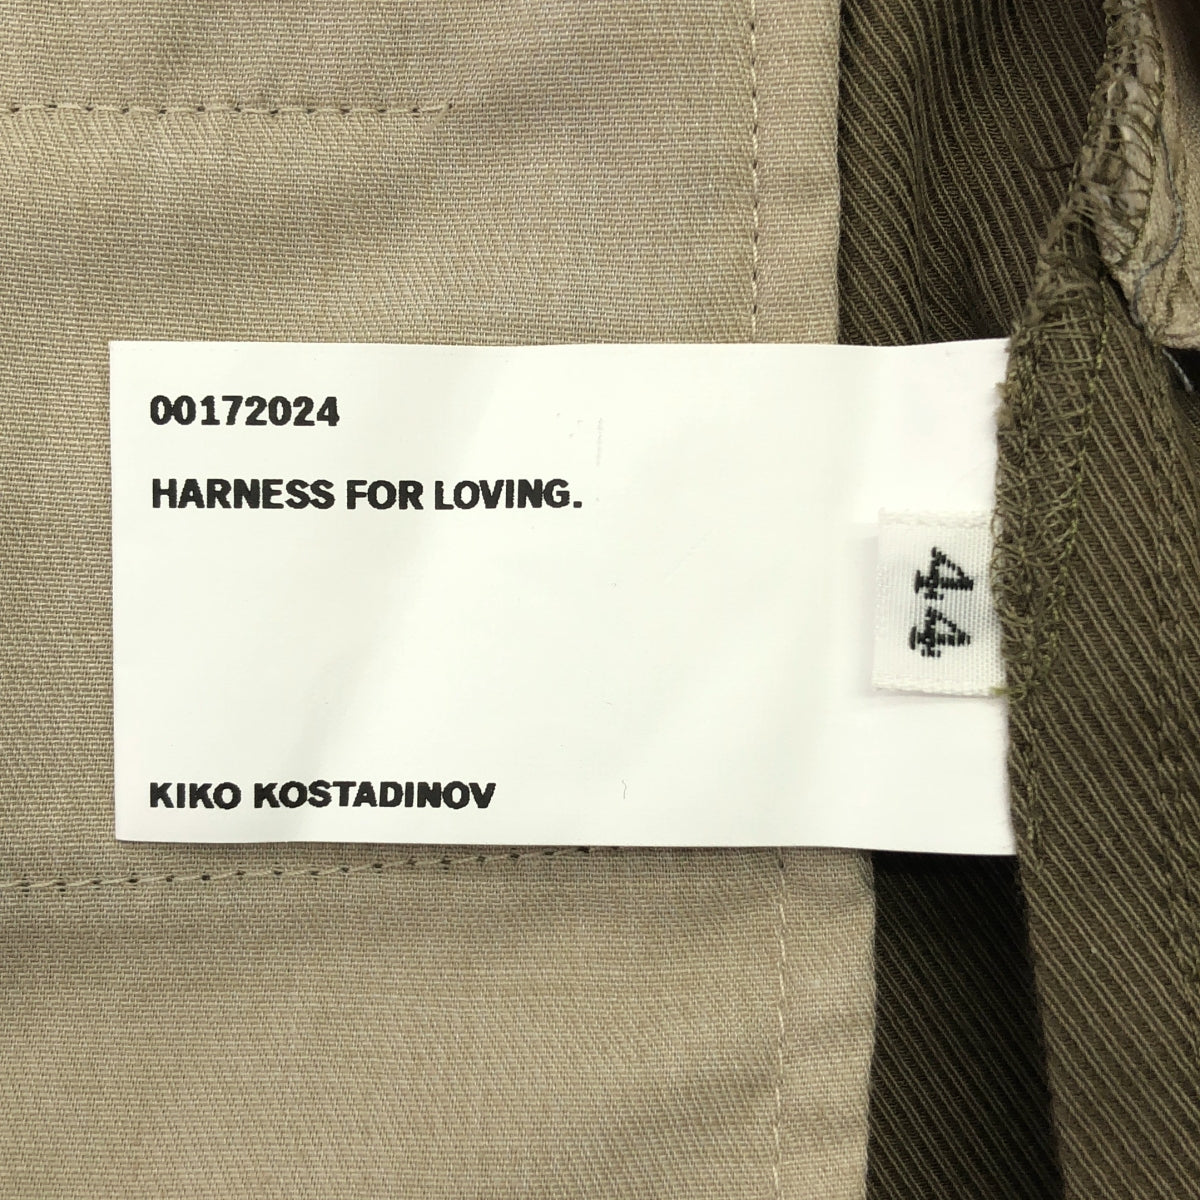 00172024
HARNESS FOR LOVING.
44
KIKO KOSTADINOV